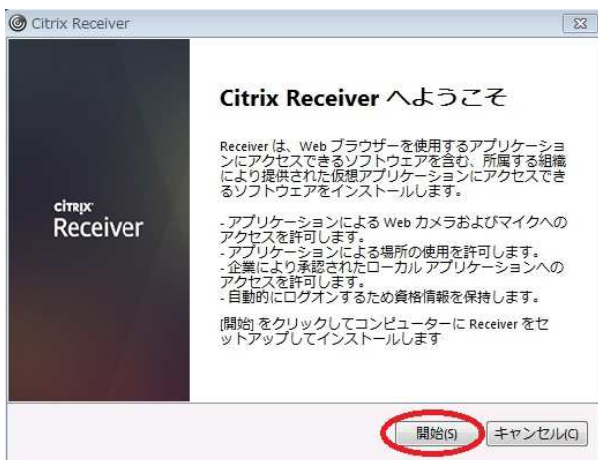 Citrix Receiver
Citrix Receiver へようこそ
Receiver は、Web ブラウザーを使用するアプリケーショ
ンにアクセスできるソフトウェアを含む、所属する組織
により提供された仮想アプリケーションにアクセスでき
るソフトウェアをインストールします。
- アプリケーションによる Web カメラおよびマイクへの
アクセスを許可します。
- アプリケーションによる場所の使用を許可します。
- 企業により承認されたローカル アプリケーションへの
アクセスを許可します。
- 自動的にログオンするため資格情報を保持します。
[開始] をクリックしてコンピューターに Receiver をセ
ットアップしてインストールします
CITRIX
Receiver
開始(S)
キャンセル(C)